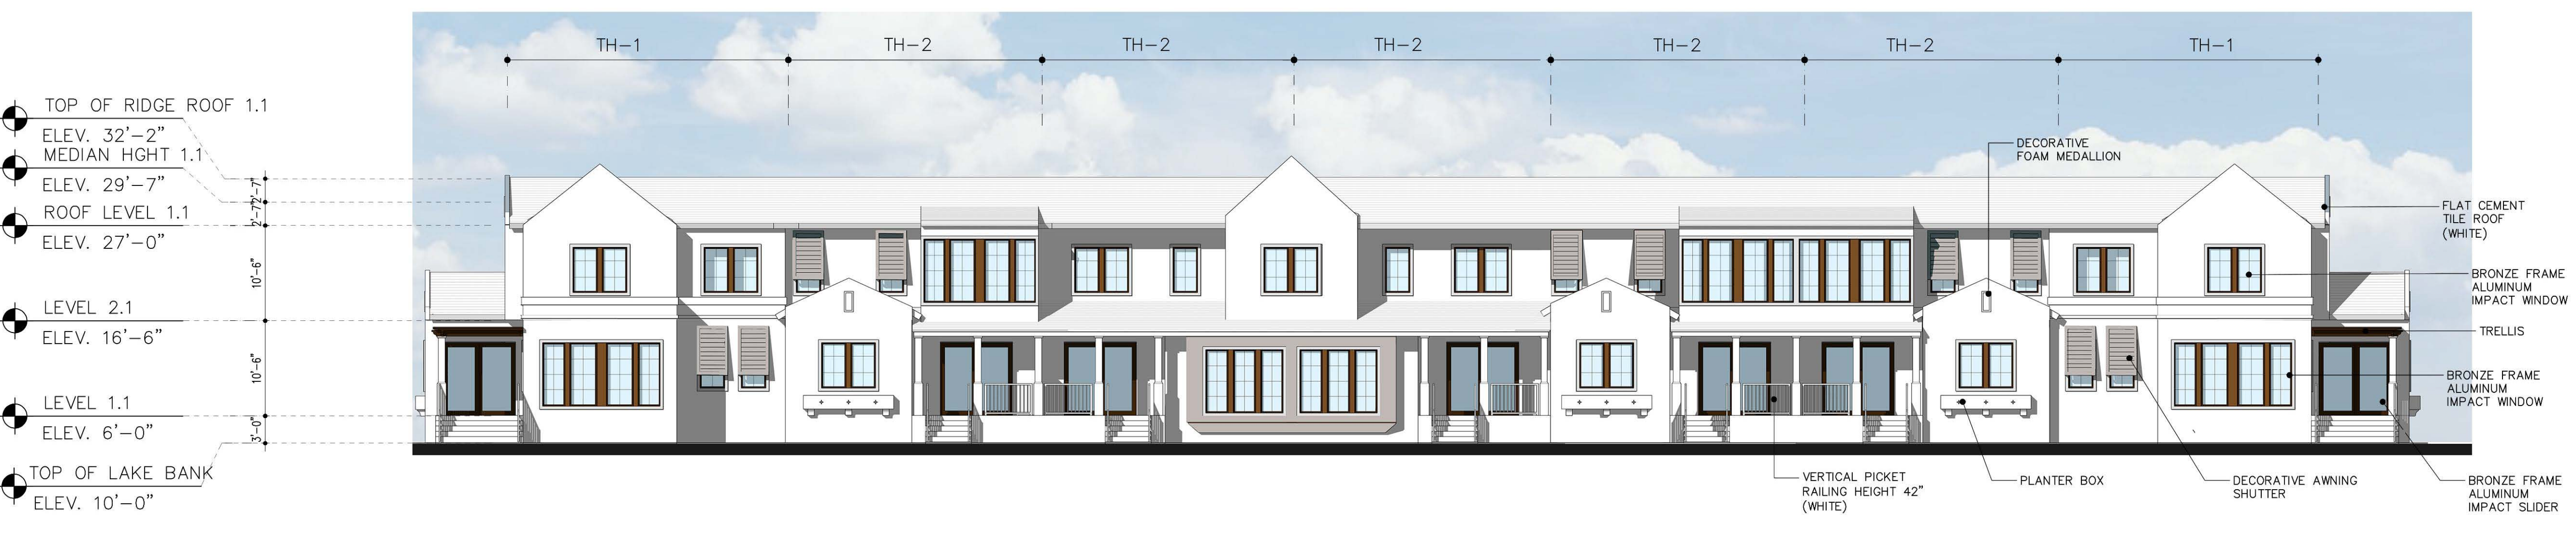 TH-1
TH-2
TH-2
TH-2
TH-2
TH-2
TH-1
TOP OF RIDGE ROOF 1.1
ELEV. 32'-2"
MEDIAN HGHT 1.1
ELEV. 29'-7"
ROOF LEVEL 1.1
ELEV. 27'-0"
LEVEL 2.1
ELEV. 16'-6"
LEVEL 1.1
ELEV. 6'-0"
TOP OF LAKE BANK
ELEV. 10'-0"
2'-7"
2'-7"
10'-6"
10'-6"
3'-0"
DECORATIVE
FOAM MEDALLION
FLAT CEMENT
TILE ROOF
(WHITE)
BRONZE FRAME
ALUMINUM
IMPACT WINDOW
TRELLIS
BRONZE FRAME
ALUMINUM
IMPACT WINDOW
VERTICAL PICKET
RAILING HEIGHT 42"
(WHITE)
PLANTER BOX
DECORATIVE AWNING
SHUTTER
BRONZE FRAME
ALUMINUM
IMPACT SLIDER